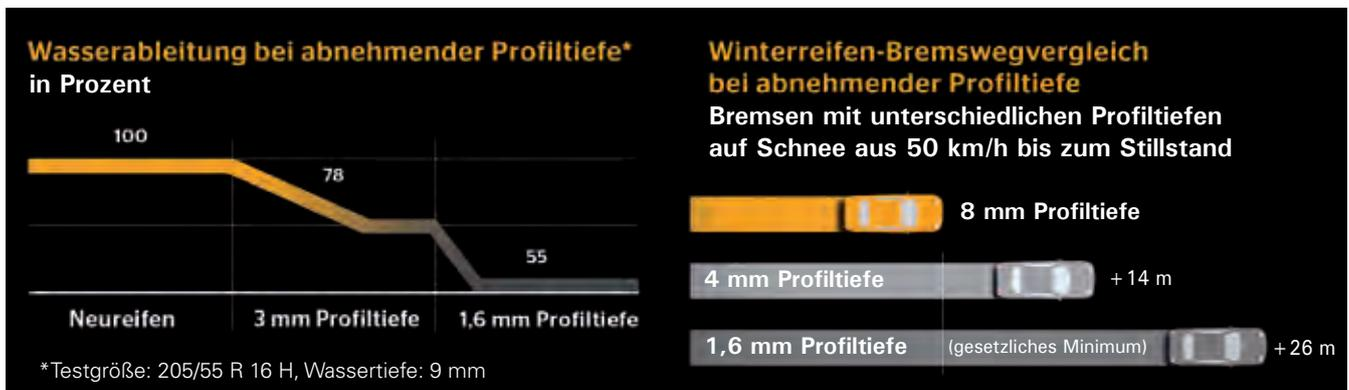 Wasserableitung bei abnehmender Profiltiefe*
in Prozent
100
78
55
Neureifen
3 mm Profiltiefe
1,6 mm Profiltiefe
*Testgröße: 205/55 R 16 H, Wassertiefe: 9 mm
Winterreifen-Bremswegvergleich
bei abnehmender Profiltiefe
Bremsen mit unterschiedlichen Profiltiefen
auf Schnee aus 50 km/h bis zum Stillstand
8 mm Profiltiefe
4 mm Profiltiefe +14 m
1,6 mm Profiltiefe (gesetzliches Minimum) +26 m